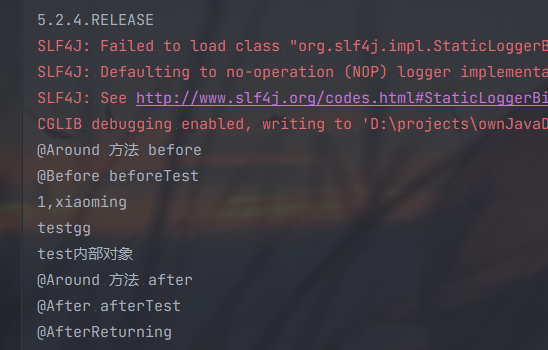 5.2.4.RELEASE
SLF4J: Failed to load class "org.slf4j.impl.StaticLoggerB
SLF4J: Defaulting to no-operation (NOP) logger implementa
SLF4J: See http://www.slf4j.org/codes.html#StaticLoggerBi
CGLIB debugging enabled, writing to 'D:\projects\ownJavaD
@Around 方法 before
@Before beforeTest
1,xiaoming
testgg
test内部对象
@Around 方法 after
@After afterTest
@AfterReturning